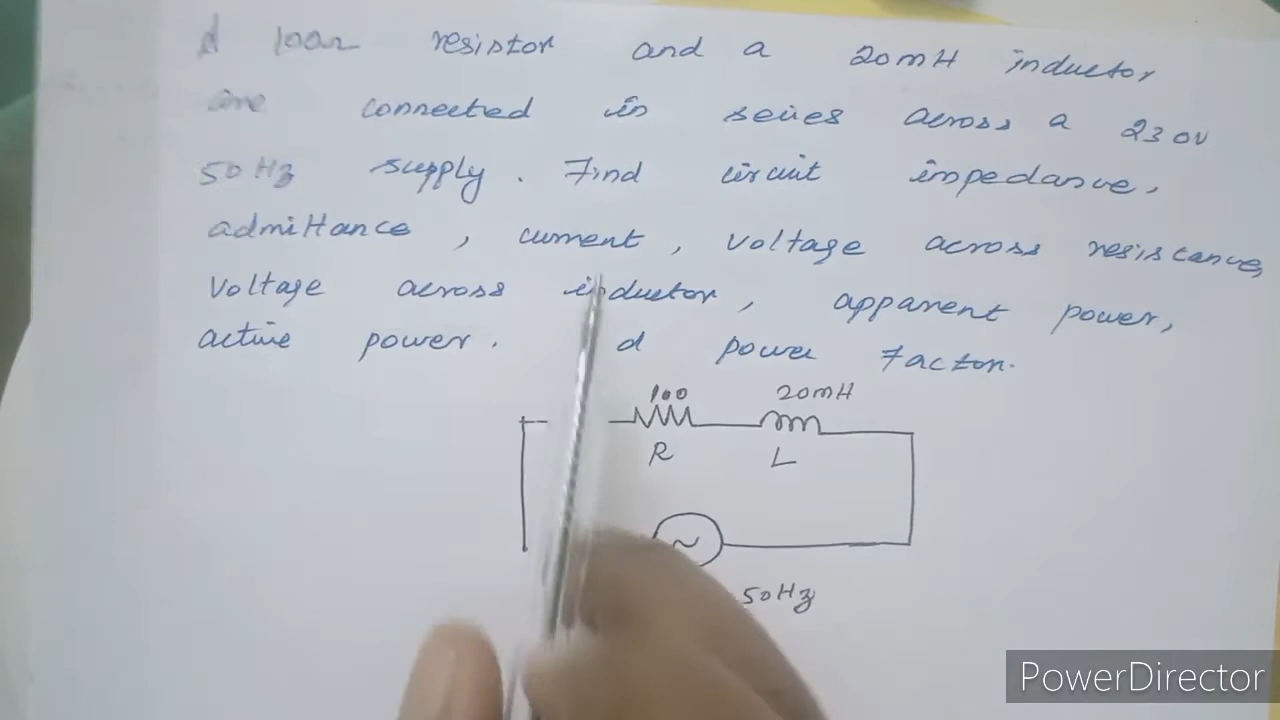 A 100Ω resistor and a 20mH inductor
are connected in series across a 230V
50Hz supply. Find circuit impedance,
admittance, current, voltage across resistance,
voltage across inductor, apparent power,
active power. d power factor.
100 20mH
R L
~
50Hz
PowerDirector